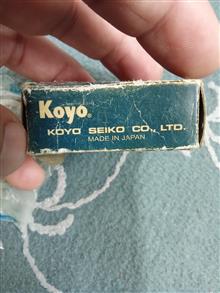 Koyo®
KOYO SEIKO CO., LTD.
MADE IN JAPAN